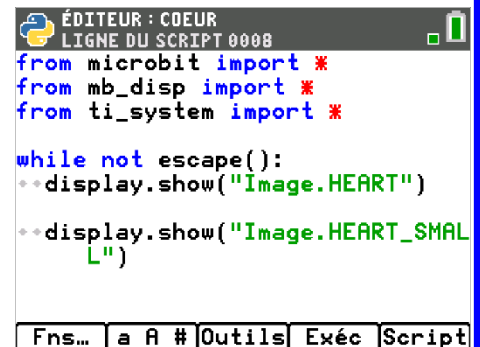 ÉDITEUR : COEUR
LIGNE DU SCRIPT 0008
from microbit import *
from mb_disp import *
from ti_system import *
while not escape():
⬥⬥display.show("Image.HEART")
⬥⬥display.show("Image.HEART_SMAL
L")
Fns… a A # Outils Exéc Script